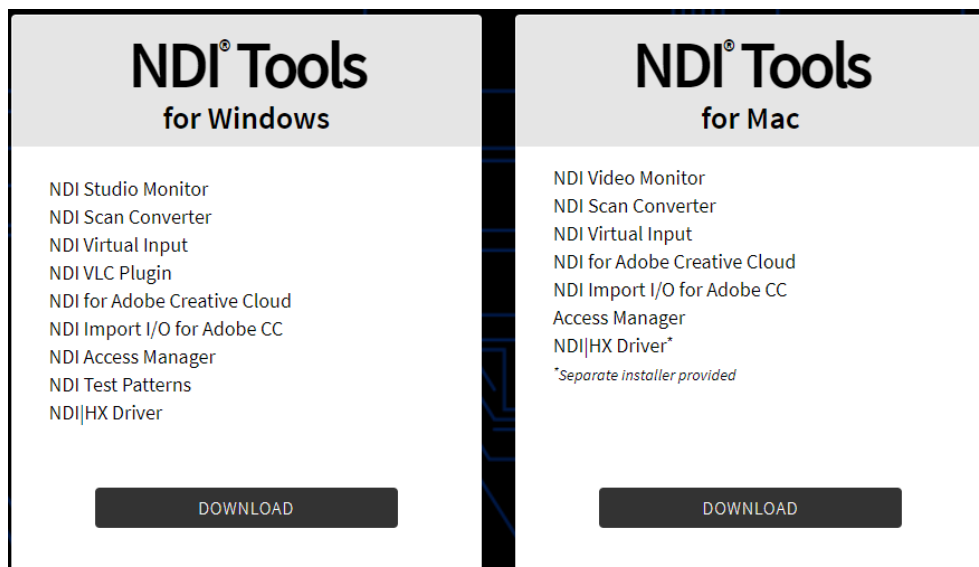 NDI® Tools
for Windows
NDI Studio Monitor
NDI Scan Converter
NDI Virtual Input
NDI VLC Plugin
NDI for Adobe Creative Cloud
NDI Import I/O for Adobe CC
NDI Access Manager
NDI Test Patterns
NDI|HX Driver
DOWNLOAD
NDI® Tools
for Mac
NDI Video Monitor
NDI Scan Converter
NDI Virtual Input
NDI for Adobe Creative Cloud
NDI Import I/O for Adobe CC
Access Manager
NDI|HX Driver*
*Separate installer provided
DOWNLOAD